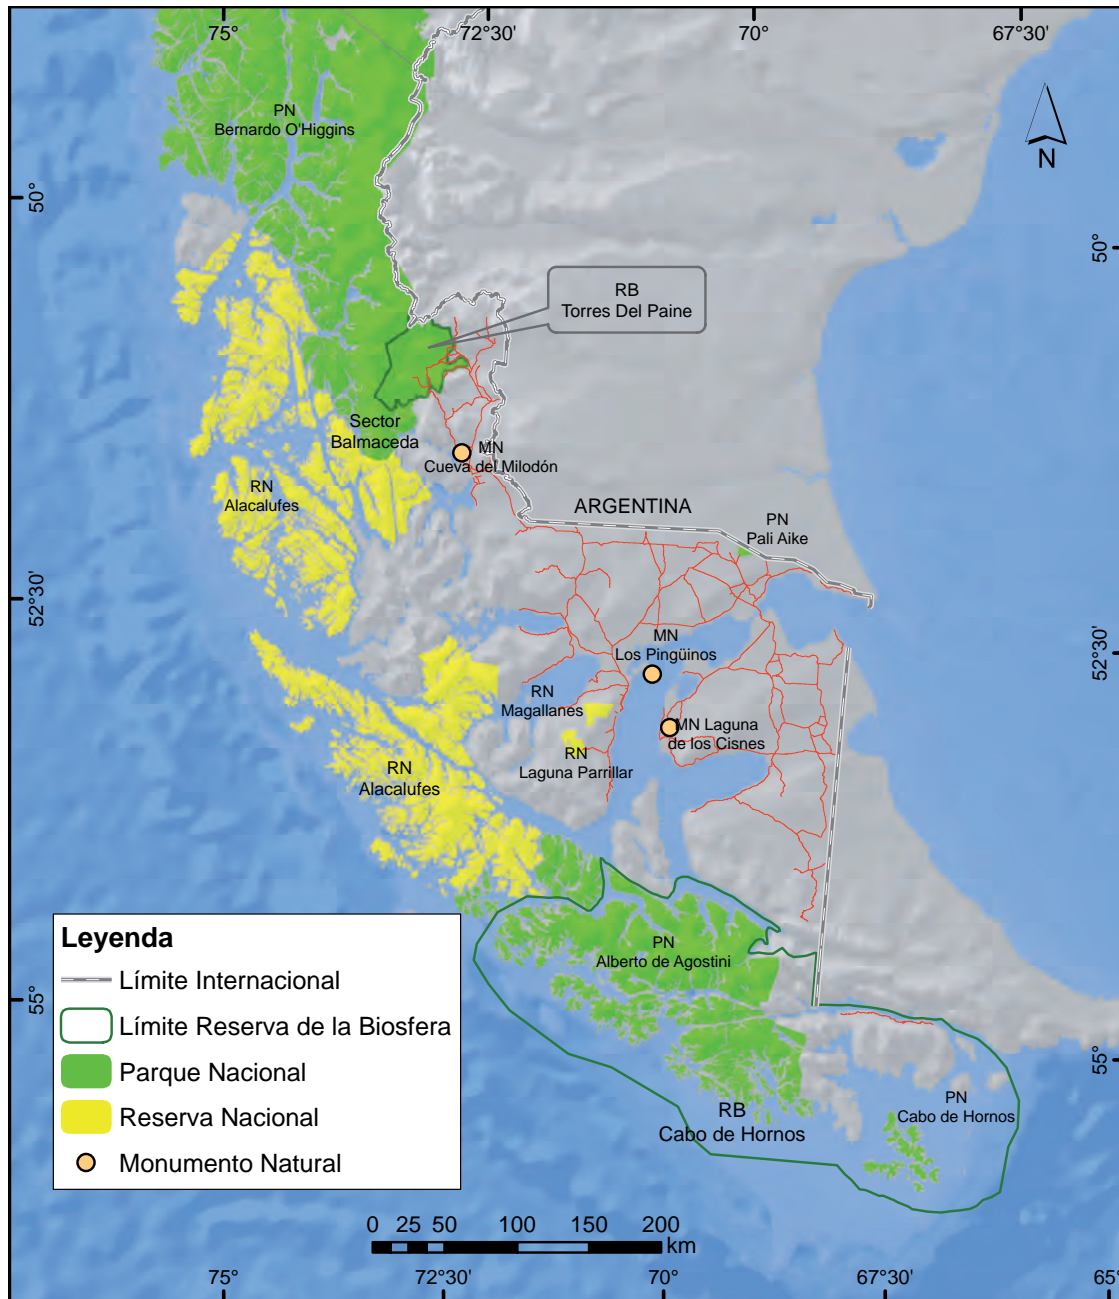 75°
72°30'
70°
67°30'
PN
Bernardo O'Higgins
N
50°
50°
RB
Torres Del Paine
Sector
Balmaceda
MN
Cueva del Milodón
RN
Alacalufes
ARGENTINA
PN
Pali Aike
52°30'
52°30'
MN
Los Pingüinos
RN
Magallanes
MN Laguna
de los Cisnes
RN
Laguna Parrillar
RN
Alacalufes
PN
Alberto de Agostini
55°
55°
PN
Cabo de Hornos
RB
Cabo de Hornos
Leyenda
Límite Internacional
Límite Reserva de la Biosfera
Parque Nacional
Reserva Nacional
Monumento Natural
0 25 50 100 150 200
km
75°
72°30'
70°
67°30'
65°